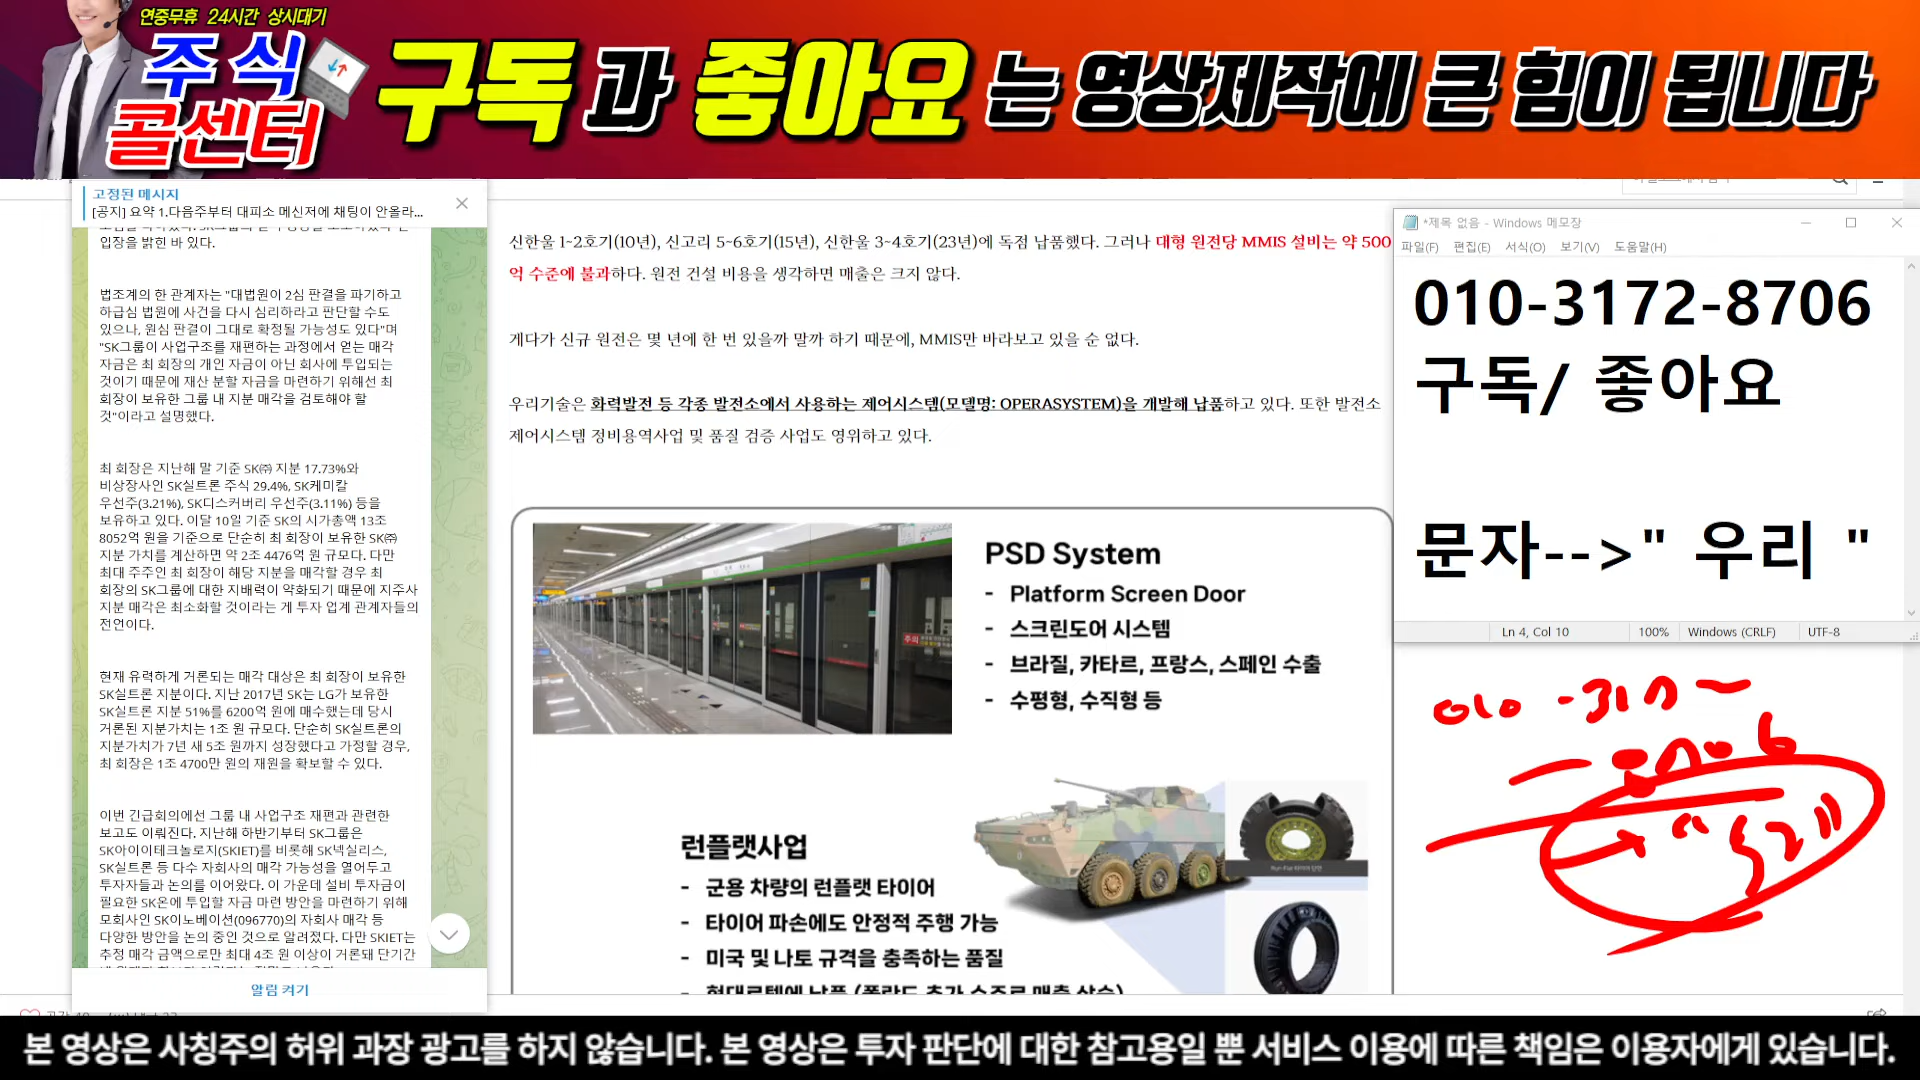 연중무휴 24시간 상시대기
주식
콜센터
구독과 좋아요는 영상제작에 큰 힘이 됩니다
고정된 메시지
[공지] 요약 1.다음주부터 대피소 메신저에 채팅이 안올라...
입장을 밝힌 바 있다.
법조계의 한 관계자는 "대법원이 2심 판결을 파기하고
하급심 법원에 사건을 다시 심리하라고 판단할 수도
있으나, 원심 판결이 그대로 확정될 가능성도 있다"며
"SK그룹이 사업구조를 재편하는 과정에서 얻는 매각
자금은 최 회장의 개인 자금이 아닌 회사에 투입되는
것이기 때문에 재산 분할 자금을 마련하기 위해선 최
회장이 보유한 그룹 내 지분 매각을 검토해야 할
것"이라고 설명했다.
최 회장은 지난해 말 기준 SK㈜ 지분 17.73%와
비상장사인 SK실트론 주식 29.4%, SK케미칼
우선주(3.21%), SK디스커버리 우선주(3.11%) 등을
보유하고 있다. 이달 10일 기준 SK의 시가총액 13조
8052억 원을 기준으로 단순히 최 회장이 보유한 SK㈜
지분 가치를 계산하면 약 2조 4476억 원 규모다. 다만
최대 주주인 최 회장이 해당 지분을 매각할 경우 최
회장의 SK그룹에 대한 지배력이 약화되기 때문에 지주사
지분 매각은 최소화할 것이라는 게 투자 업계 관계자들의
전언이다.
현재 유력하게 거론되는 매각 대상은 최 회장이 보유한
SK실트론 지분이다. 지난 2017년 SK는 LG가 보유한
SK실트론 지분 51%를 6200억 원에 매수했는데 당시
거론된 지분가치는 1조 원 규모다. 단순히 SK실트론의
지분가치가 7년 새 5조 원까지 성장했다고 가정할 경우,
최 회장은 1조 4700만 원의 재원을 확보할 수 있다.
이번 긴급회의에선 그룹 내 사업구조 재편과 관련한
보고도 이뤄진다. 지난해 하반기부터 SK그룹은
SK아이이테크놀로지(SKIET)를 비롯해 SK넥실리스,
SK실트론 등 다수 자회사의 매각 가능성을 열어두고
투자자들과 논의를 이어왔다. 이 가운데 설비 투자금이
필요한 SK온에 투입할 자금 마련 방안을 마련하기 위해
모회사인 SK이노베이션(096770)의 자회사 매각 등
다양한 방안을 논의 중인 것으로 알려졌다. 다만 SKIET는
추정 매각 금액으로만 최대 4조 원 이상이 거론돼 단기간
알림 켜기
신한울 1~2호기(10년), 신고리 5~6호기(15년), 신한울 3~4호기(23년)에 독점 납품했다. 그러나 대형 원전당 MMIS 설비는 약 500
억 수준에 불과하다. 원전 건설 비용을 생각하면 매출은 크지 않다.
게다가 신규 원전은 몇 년에 한 번 있을까 말까 하기 때문에, MMIS만 바라보고 있을 순 없다.
우리기술은 화력발전 등 각종 발전소에서 사용하는 제어시스템(모델명: OPERASYSTEM)을 개발해 납품하고 있다. 또한 발전소
제어시스템 정비용역사업 및 품질 검증 사업도 영위하고 있다.
PSD System
- Platform Screen Door
- 스크린도어 시스템
- 브라질, 카타르, 프랑스, 스페인 수출
- 수평형, 수직형 등
런플랫사업
- 군용 차량의 런플랫 타이어
- 타이어 파손에도 안정적 주행 가능
- 미국 및 나토 규격을 충족하는 품질
- 현대로템에 납품 (폴란드 추가 수주로 매출 상승)
*제목 없음 - Windows 메모장
파일(F) 편집(E) 서식(O) 보기(V) 도움말(H)
010-3172-8706
구독/ 좋아요
문자-->" 우리 "
Ln 4, Col 10 100% Windows (CRLF) UTF-8
본 영상은 사칭주의 허위 과장 광고를 하지 않습니다. 본 영상은 투자 판단에 대한 참고용일 뿐 서비스 이용에 따른 책임은 이용자에게 있습니다.